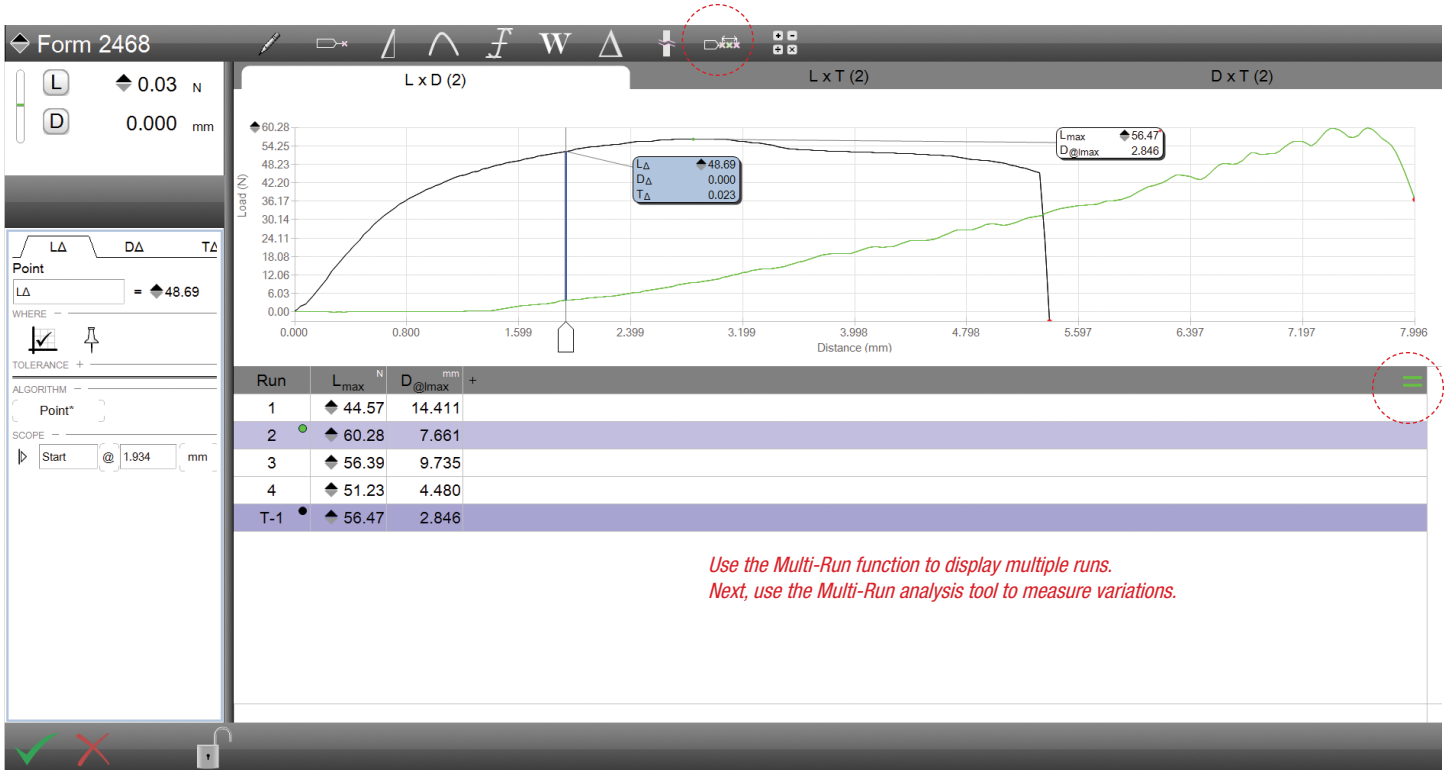 Form 2468
W
L 0.03 N
D 0.000 mm
L x D (2)
L x T (2)
D x T (2)
LΔ DΔ TΔ
Point
LΔ = 48.69
WHERE
TOLERANCE +
ALGORITHM
Point*
SCOPE
Start @ 1.934 mm
Load (N)
60.28
54.25
48.23
42.20
36.17
30.14
24.11
18.08
12.06
6.03
0.00
LΔ 48.69
DΔ 0.000
TΔ 0.023
Lmax 56.47
D@lmax 2.846
0.000 0.800 1.599 2.399 3.199 3.998 4.798 5.597 6.397 7.197 7.996
Distance (mm)
Run Lmax N D@lmax mm +
1 44.57 14.411
2 60.28 7.661
3 56.39 9.735
4 51.23 4.480
T-1 56.47 2.846
Use the Multi-Run function to display multiple runs.
Next, use the Multi-Run analysis tool to measure variations.